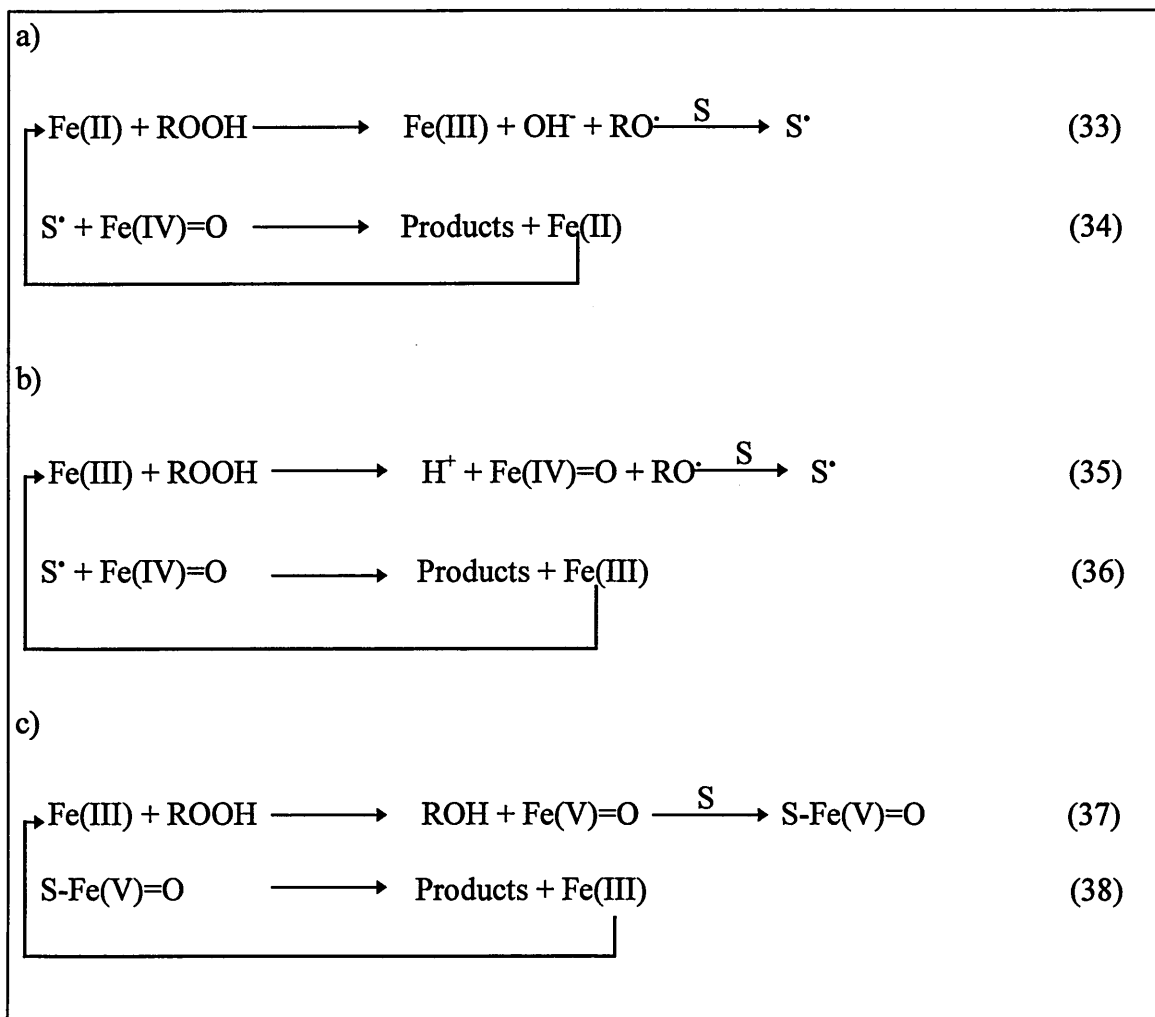 a)
Fe(II) + ROOH → Fe(III) + OH⁻ + RO· S → S• (33)
S• + Fe(IV)=O → Products + Fe(II) (34)
b)
Fe(III) + ROOH → H⁺ + Fe(IV)=O + RO· S → S• (35)
S• + Fe(IV)=O → Products + Fe(III) (36)
c)
Fe(III) + ROOH → ROH + Fe(V)=O S → S-Fe(V)=O (37)
S-Fe(V)=O → Products + Fe(III) (38)